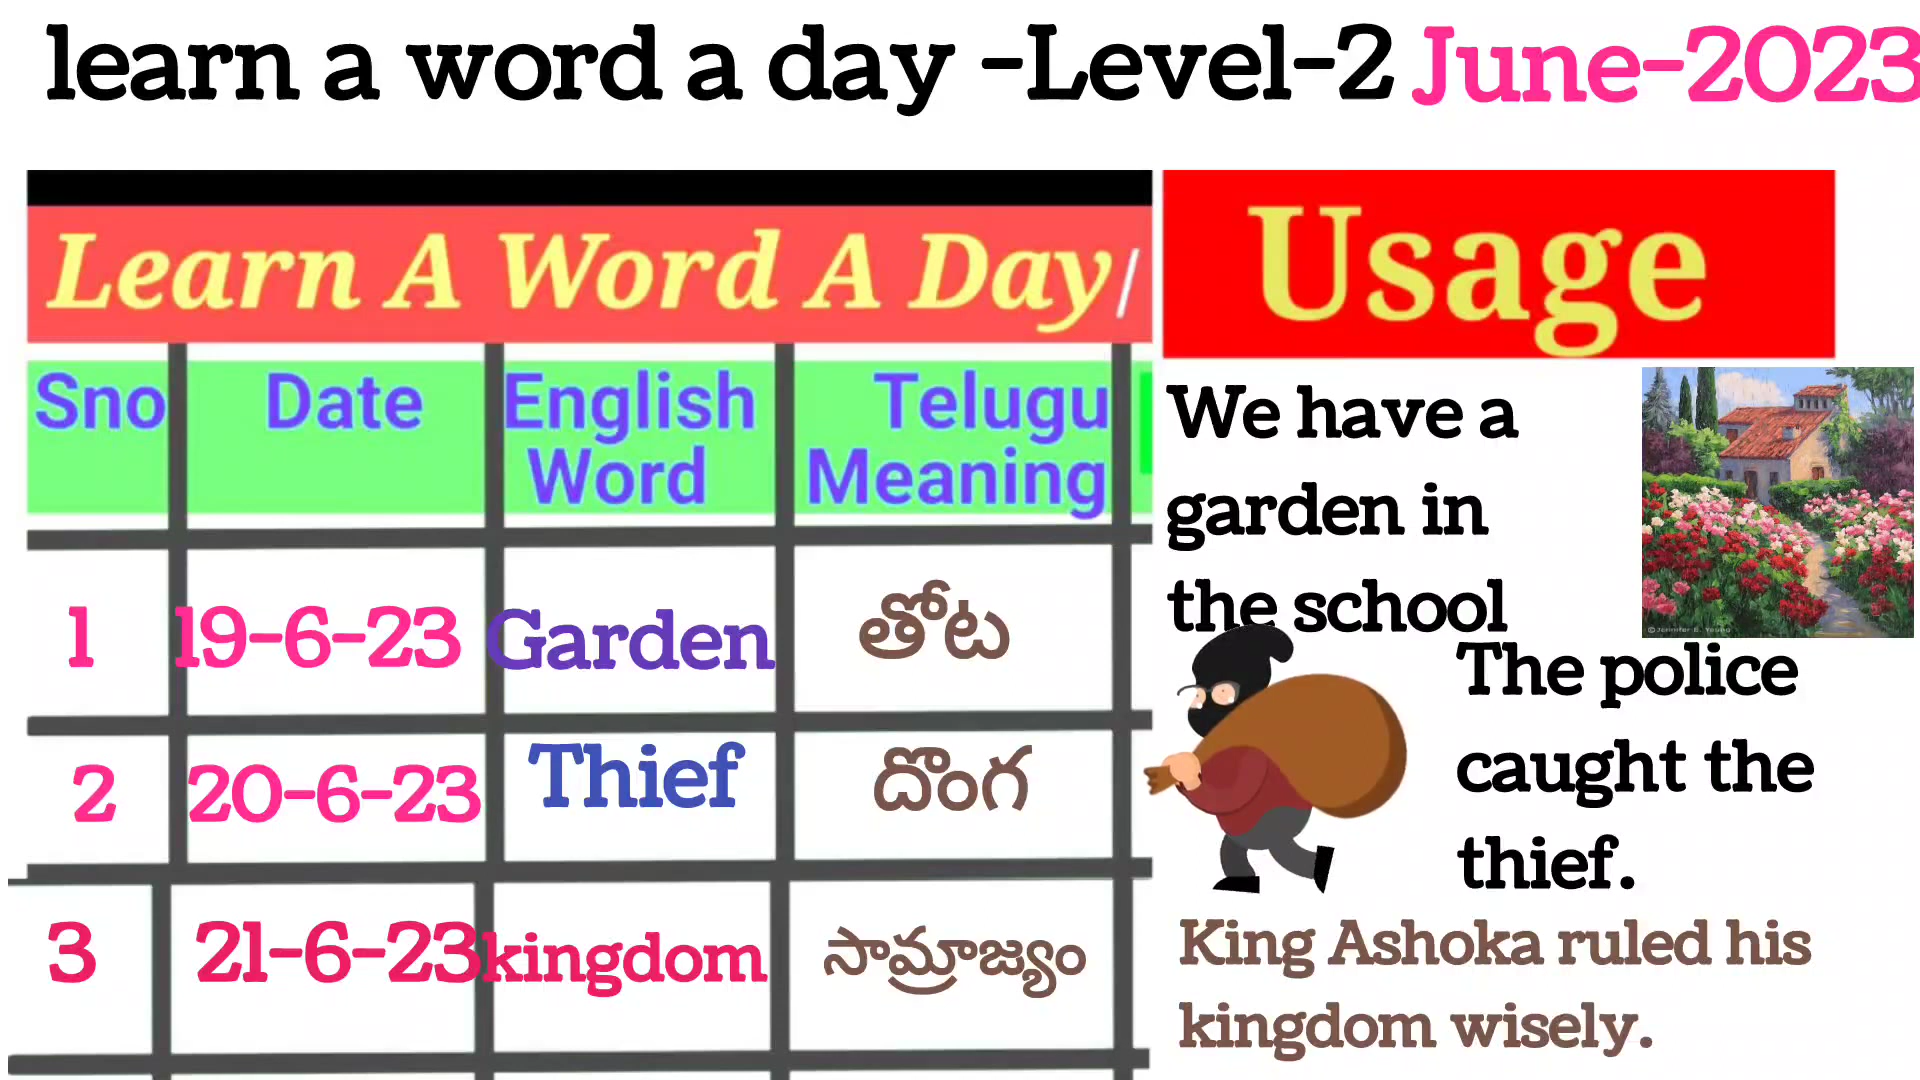 learn a word a day -Level-2 June-2023
Learn A Word A Day/
Usage
Sno Date English Word Telugu Meaning
1 19-6-23 Garden తోట
We have a
garden in
the school
© Jennifer E. Young
2 20-6-23 Thief దొంగ
The police
caught the
thief.
3 21-6-23 kingdom సామ్రాజ్యం
King Ashoka ruled his
kingdom wisely.